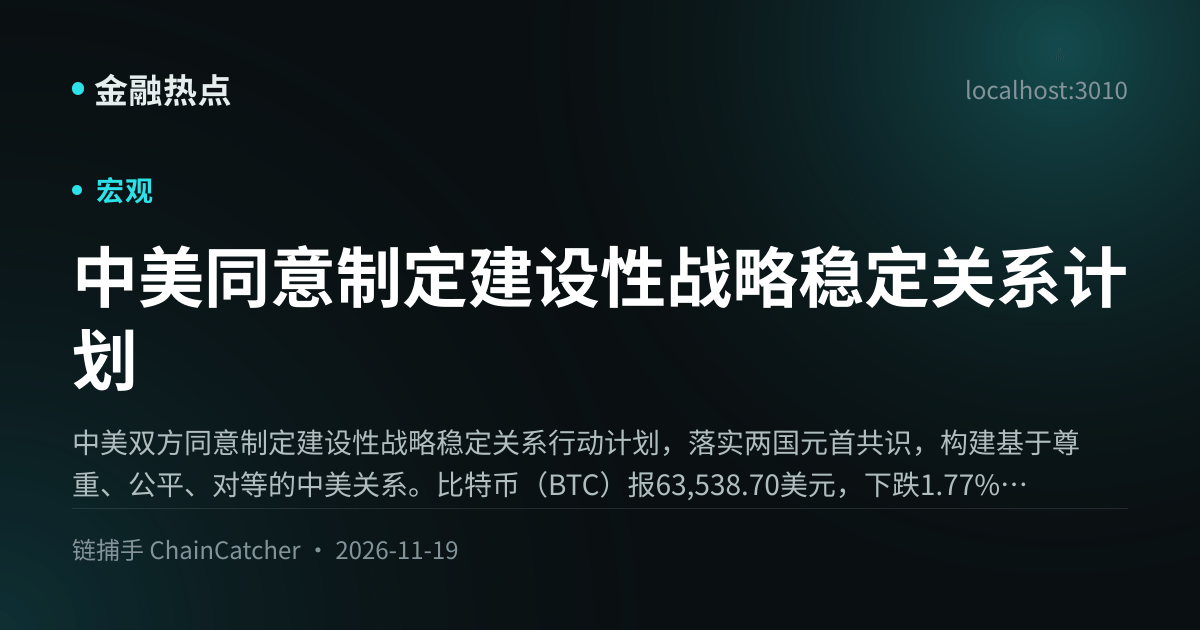 金融热点
localhost:3010
宏观
中美同意制定建设性战略稳定关系计
划
中美双方同意制定建设性战略稳定关系行动计划，落实两国元首共识，构建基于尊
重、公平、对等的中美关系。比特币（BTC）报63,538.70美元，下跌1.77%…
链捕手 ChainCatcher · 2026-11-19